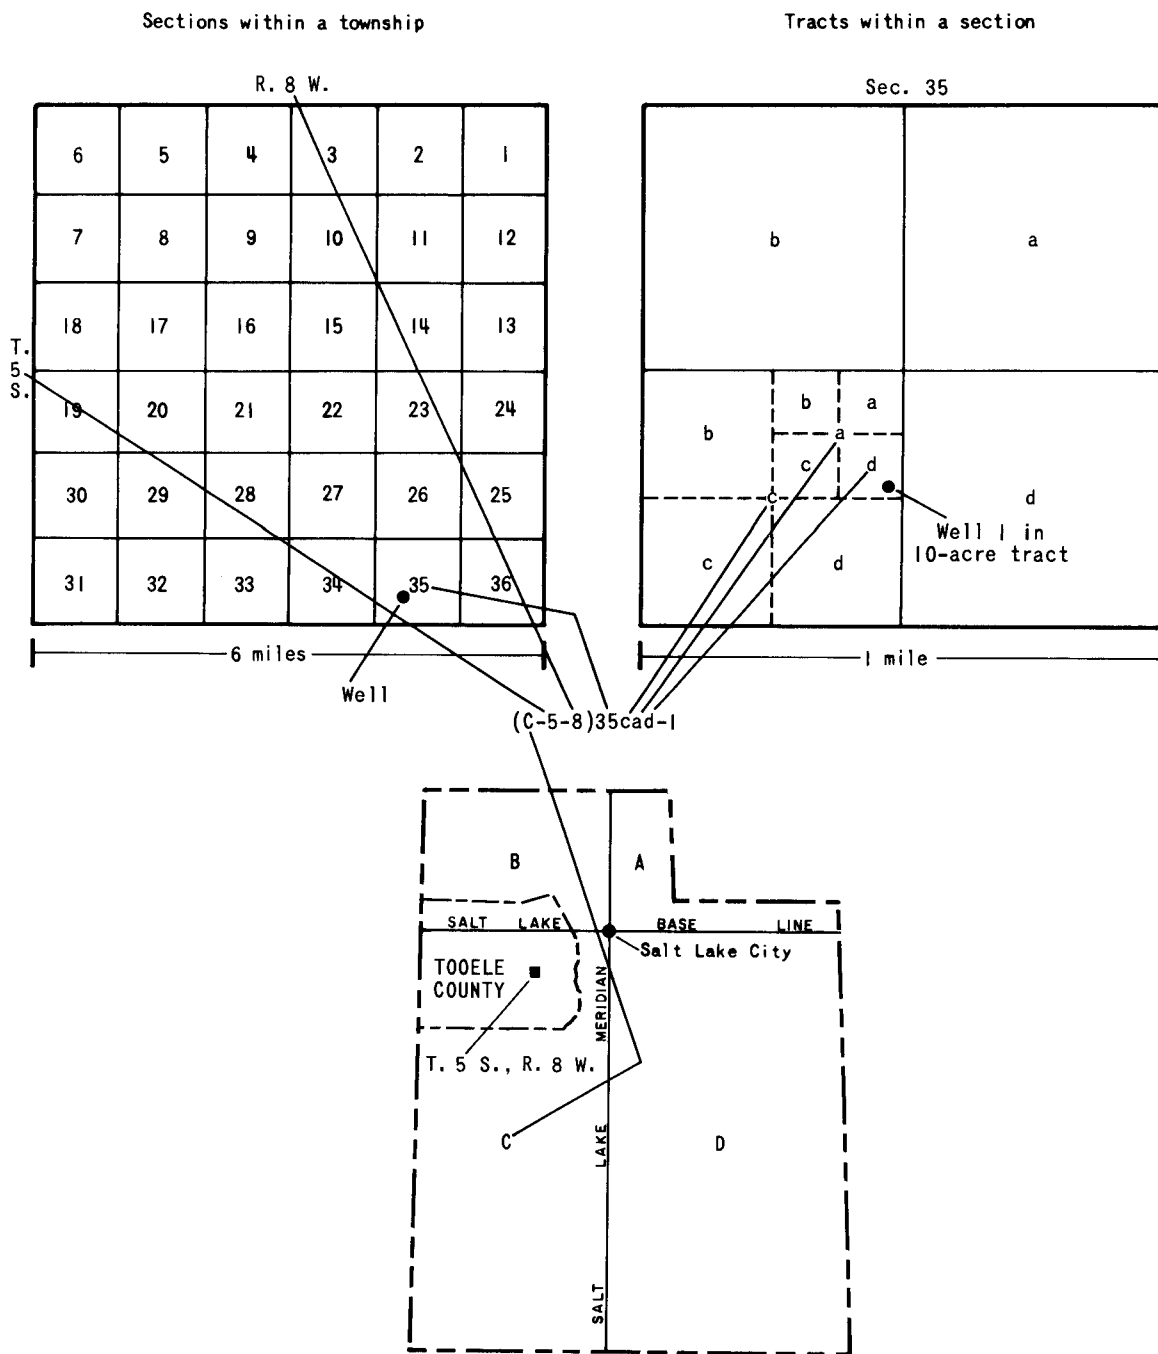 Sections within a township
Tracts within a section
R. 8 W.
Sec. 35
6 5 4 3 2 1
7 8 9 10 11 12
18 17 16 15 14 13
T.
5
S.
19 20 21 22 23 24
30 29 28 27 26 25
31 32 33 34 35 36
6 miles
Well
b a
b a
b a
c d
c d
c d
Well 1 in
10-acre tract
1 mile
(C-5-8)35cad-1
B A
SALT LAKE BASE LINE
Salt Lake City
TOOELE
COUNTY
T. 5 S., R. 8 W.
C D
SALT LAKE MERIDIAN